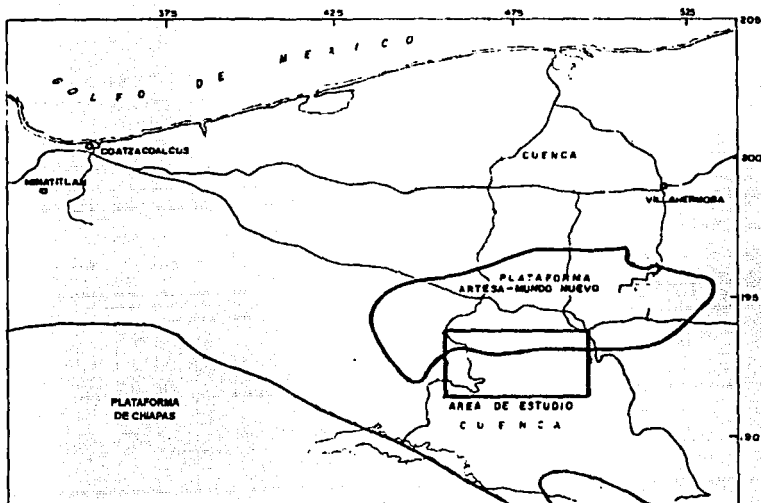 375 425 475 525
205
GOLFO DE MEXICO
COATZACOALCUS
MINATITLAN
CUENCA
200
VILLAHERMOSA
PLATAFORMA
ARTESA-MUNDO NUEVO
195
PLATAFORMA
DE CHIAPAS
AREA DE ESTUDIO
CUENCA
190